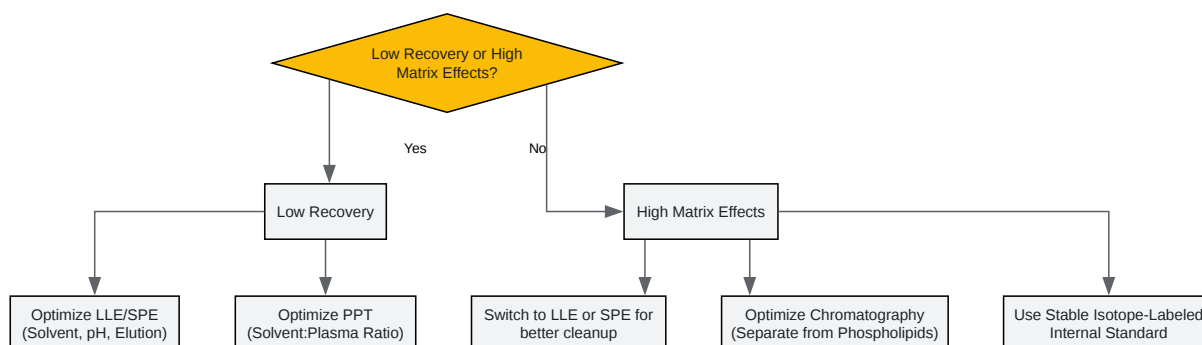 Low Recovery or High
Matrix Effects?
Yes
No
Low Recovery
High Matrix Effects
Optimize LLE/SPE
(Solvent, pH, Elution)
Optimize PPT
(Solvent:Plasma Ratio)
Switch to LLE or SPE for
better cleanup
Optimize Chromatography
(Separate from Phospholipids)
Use Stable Isotope-Labeled
Internal Standard